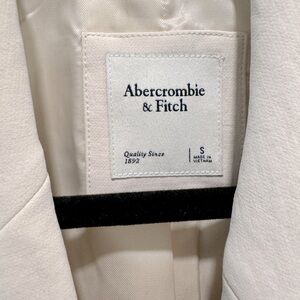 Abercrombie
& Fitch
Quality Since
1892
S
MADE IN
VIETNAM